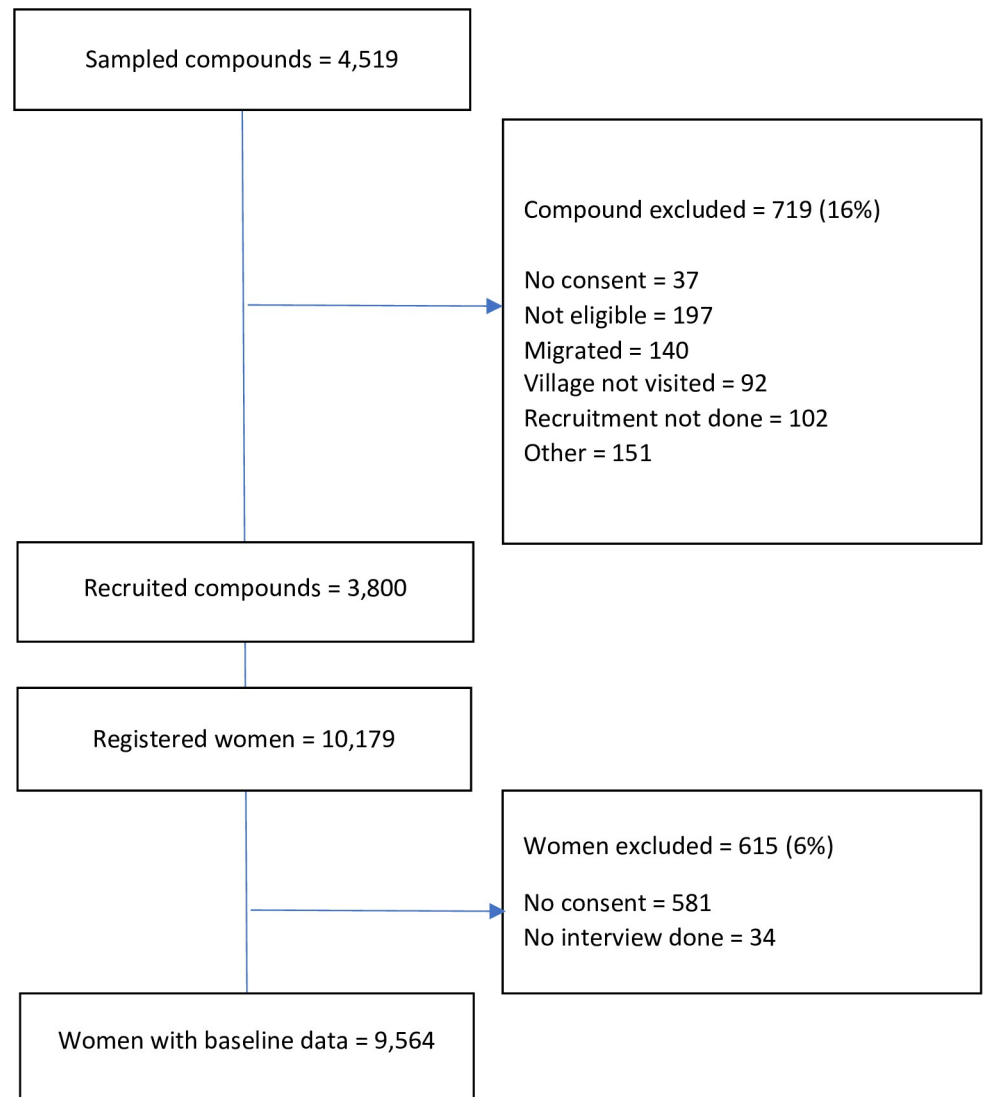 Sampled compounds = 4,519
Compound excluded = 719 (16%)
No consent = 37
Not eligible = 197
Migrated = 140
Village not visited = 92
Recruitment not done = 102
Other = 151
Recruited compounds = 3,800
Registered women = 10,179
Women excluded = 615 (6%)
No consent = 581
No interview done = 34
Women with baseline data = 9,564